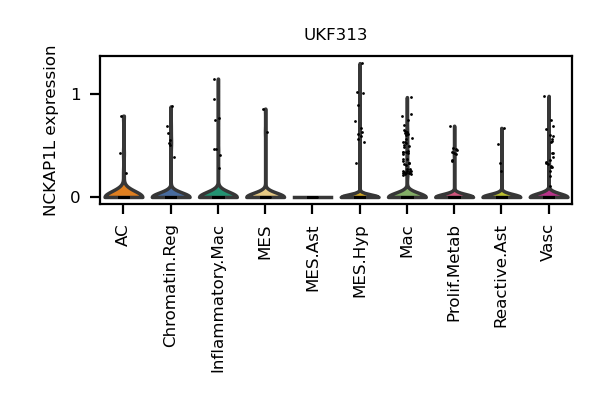 UKF313
NCKAP1L expression
1
0
AC
Chromatin.Reg
Inflammatory.Mac
MES
MES.Ast
MES.Hyp
Mac
Prolif.Metab
Reactive.Ast
Vasc